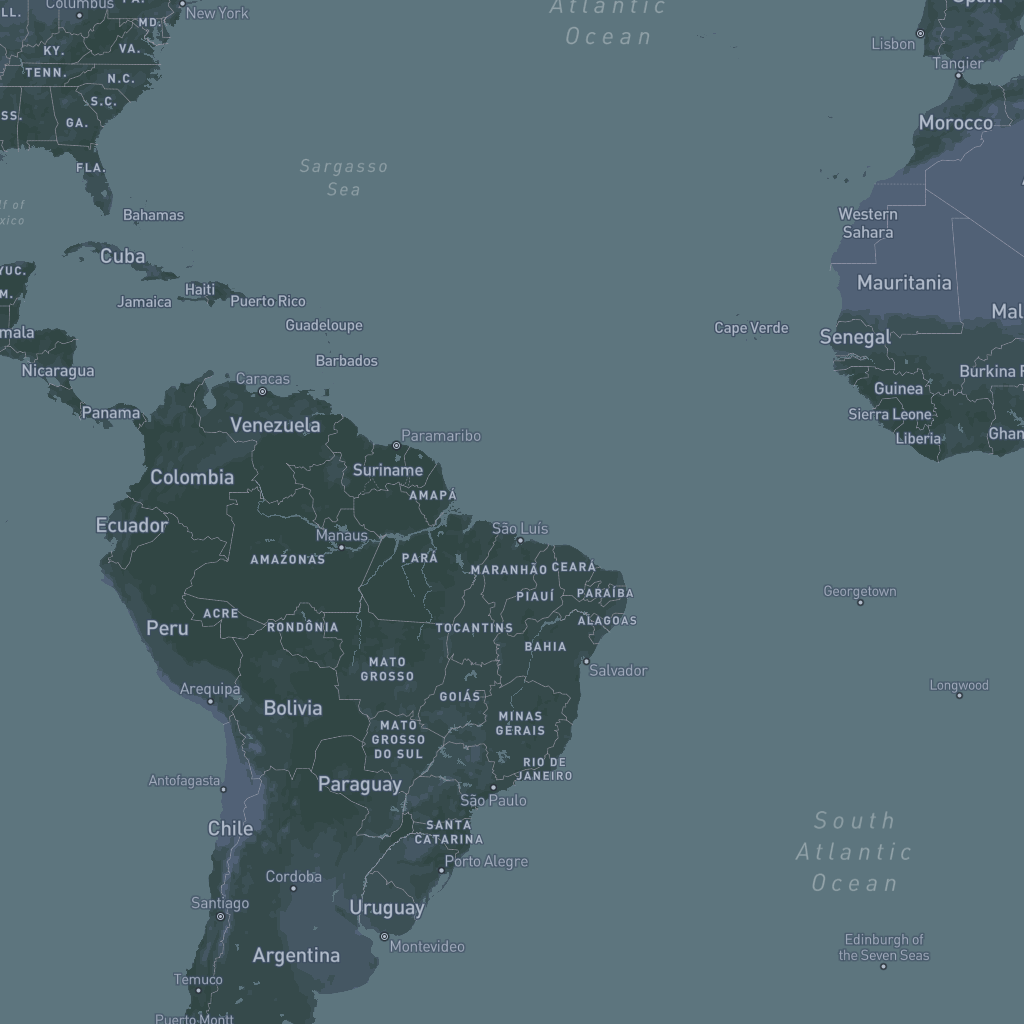 Columbus
New York
MD.
KY.
VA.
TENN.
N.C.
S.C.
GA.
FLA.
Atlantic
Ocean
Spain
Lisbon
Tangier
Morocco
Sargasso
Sea
Bahamas
Western
Sahara
Cuba
Mauritania
YUC.
Haiti
Jamaica
Puerto Rico
Guadeloupe
Cape Verde
Senegal
Barbados
Nicaragua
Caracas
Burkina F
Guinea
Panama
Sierra Leone
Venezuela
Liberia
Paramaribo
Colombia
Suriname
AMAPÁ
Ecuador
São Luís
Manaus
AMAZONAS
PARÁ
MARANHÃO
CEARÁ
PIAUÍ
PARAÍBA
Georgetown
ACRE
ALAGOAS
Peru
RONDÔNIA
TOCANTINS
BAHIA
MATO
GROSSO
Salvador
Arequipa
GOIÁS
Longwood
Bolivia
MINAS
GERAIS
MATO
GROSSO
DO SUL
RIO DE
JANEIRO
Antofagasta
Paraguay
São Paulo
Chile
SANTA
CATARINA
South
Atlantic
Ocean
Porto Alegre
Cordoba
Santiago
Uruguay
Montevideo
Edinburgh of
the Seven Seas
Argentina
Temuco
Puerto Montt